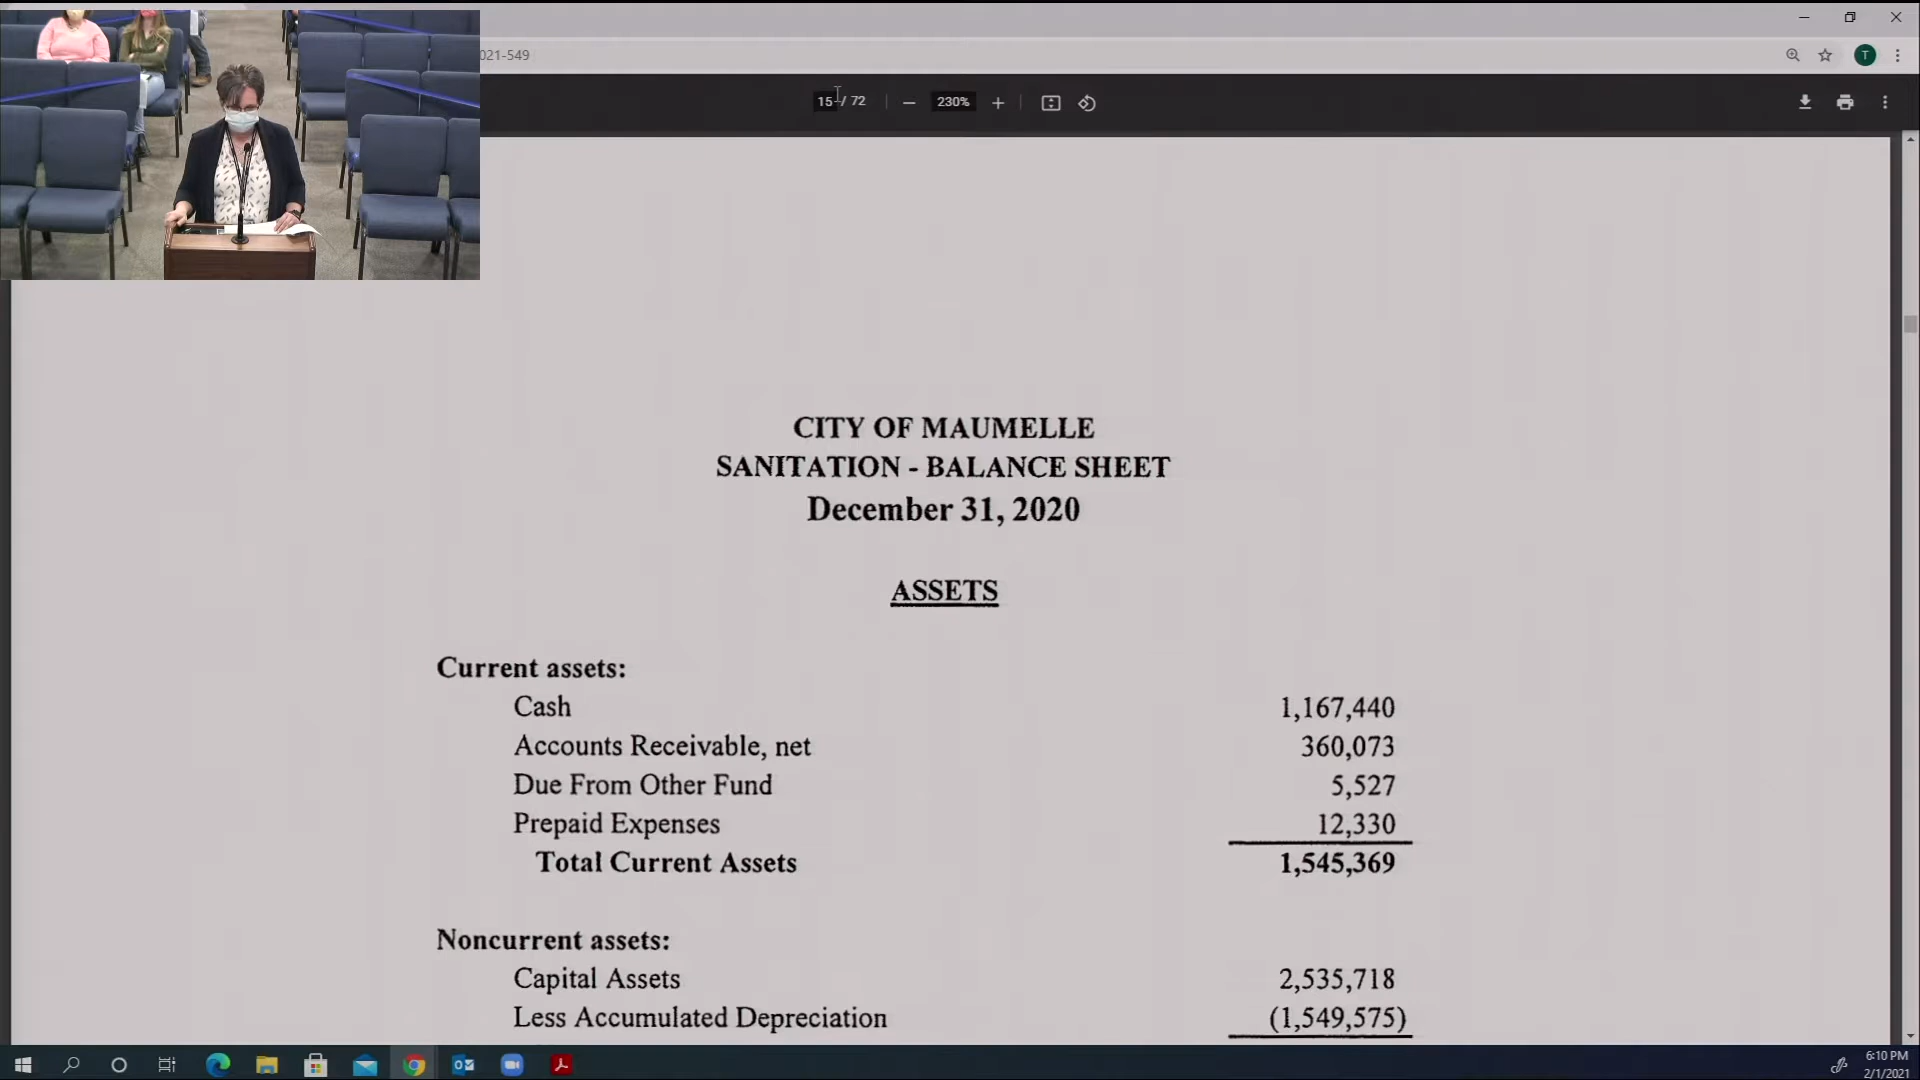 021-549
T
15 / 72
230%
CITY OF MAUMELLE
SANITATION - BALANCE SHEET
December 31, 2020
ASSETS
Current assets:
Cash 1,167,440
Accounts Receivable, net 360,073
Due From Other Fund 5,527
Prepaid Expenses 12,330
Total Current Assets 1,545,369
Noncurrent assets:
Capital Assets 2,535,718
Less Accumulated Depreciation (1,549,575)
6:10 PM
2/1/2021